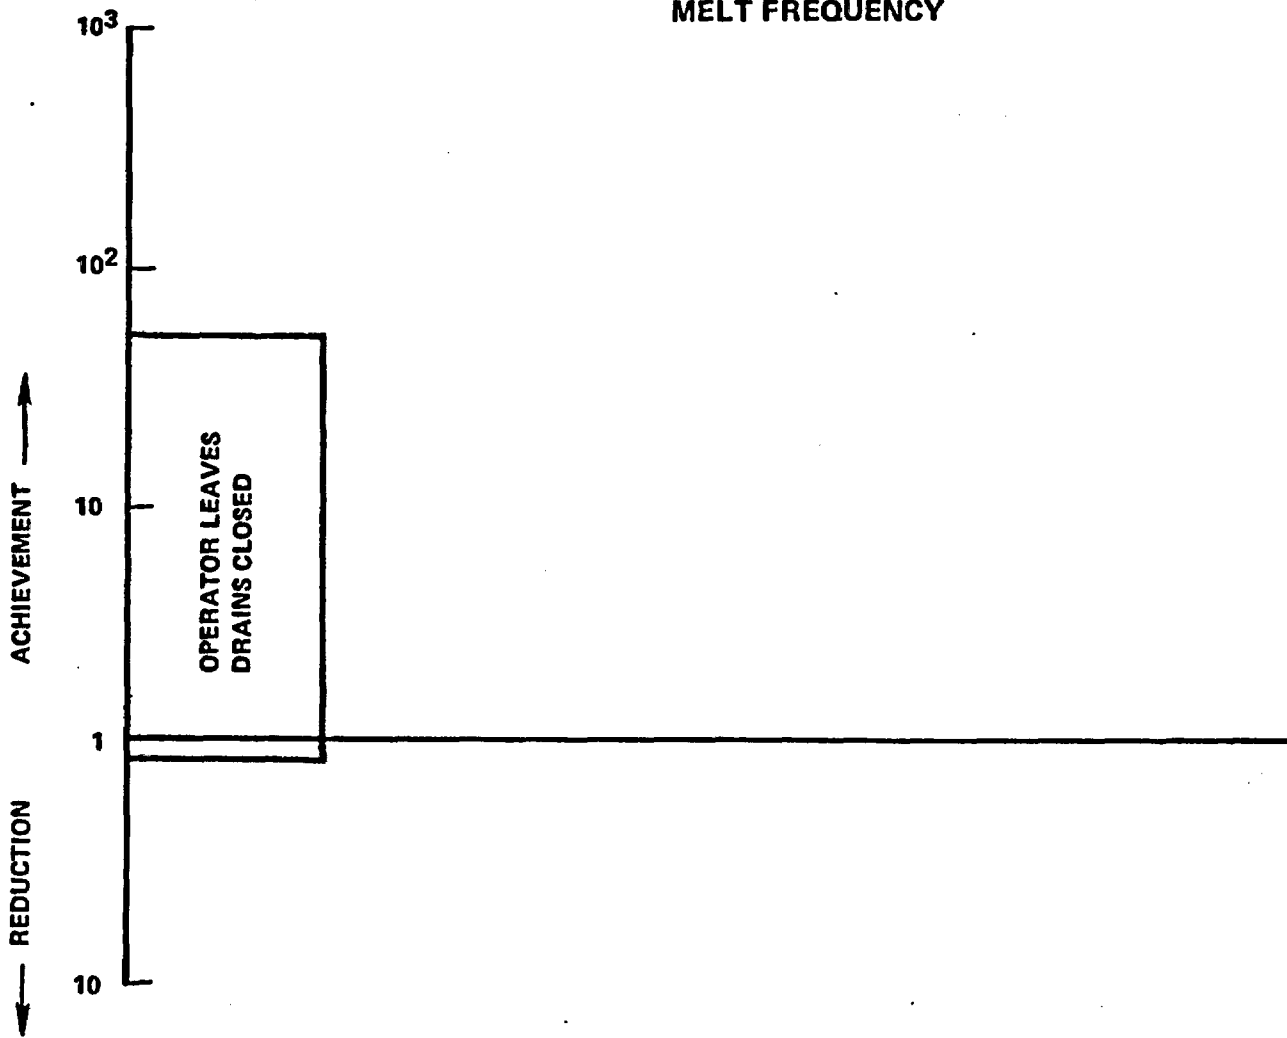 MELT FREQUENCY
10³
10²
10
1
10
ACHIEVEMENT
REDUCTION
OPERATOR LEAVES
DRAINS CLOSED